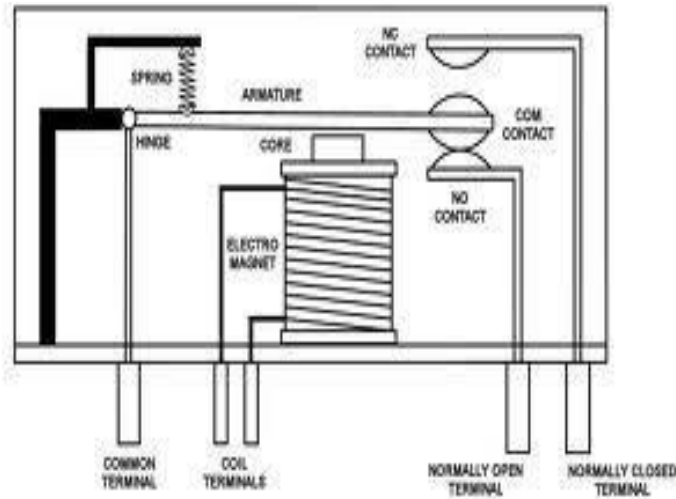 NC
CONTACT
SPRING
ARMATURE
COM
CONTACT
HINGE
CORE
NO
CONTACT
ELECTRO
MAGNET
COMMON
TERMINAL
COIL
TERMINALS
NORMALLY OPEN
TERMINAL
NORMALLY CLOSED
TERMINAL